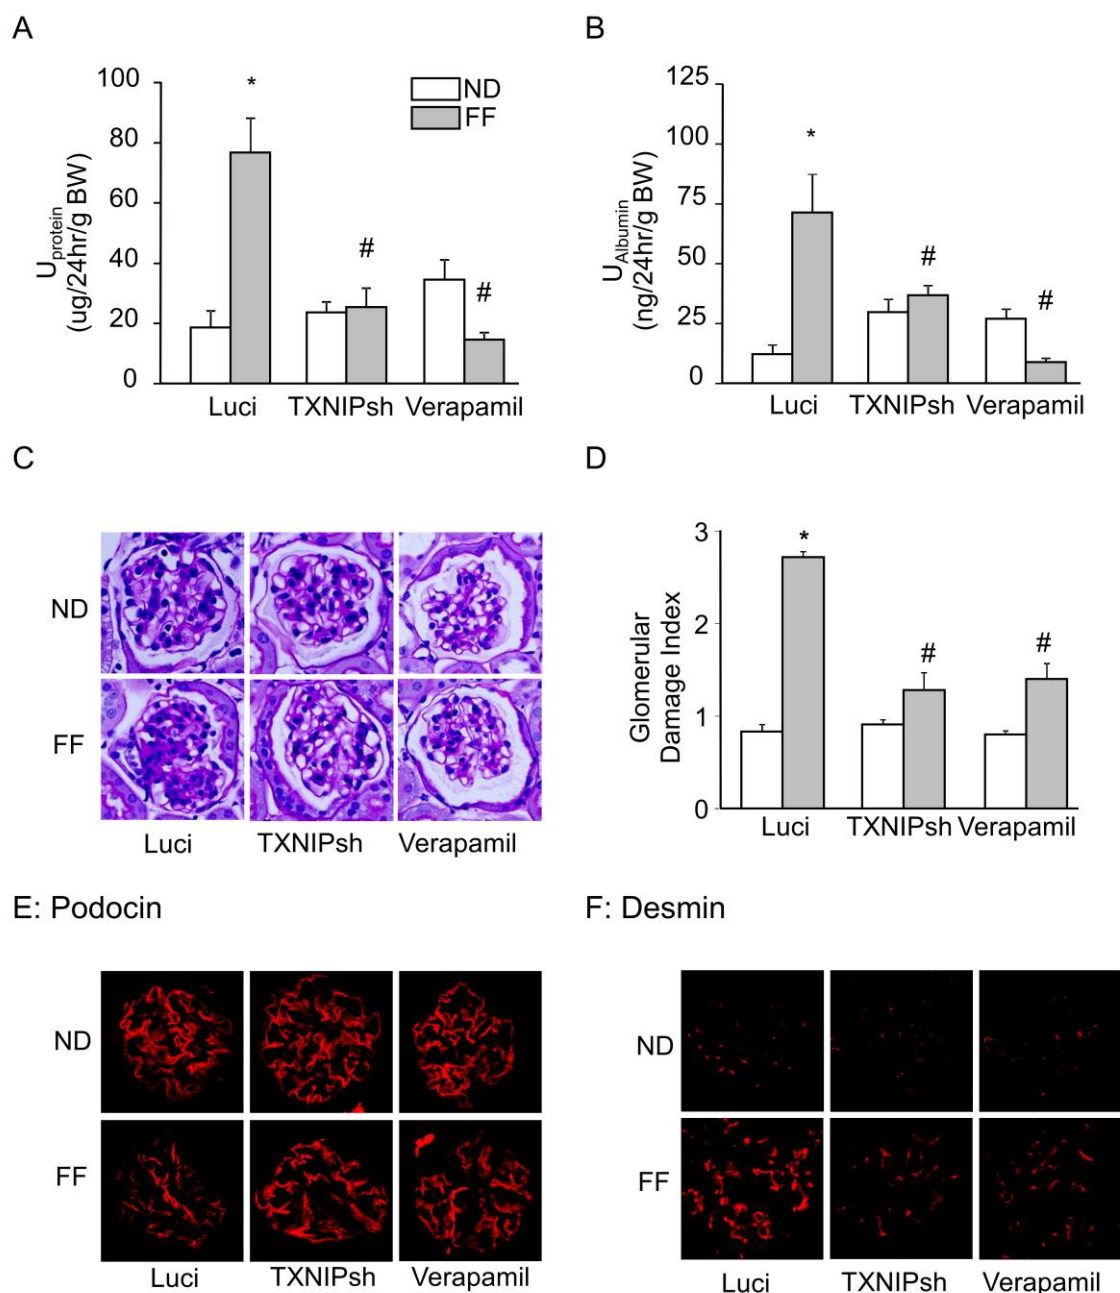 A
100
80
60
40
20
0
U protein
(ug/24hr/g BW)
*
#
#
ND
FF
Luci TXNIPsh Verapamil
B
125
100
75
50
25
0
U Albumin
(ng/24hr/g BW)
*
#
#
Luci TXNIPsh Verapamil
C
ND
FF
Luci TXNIPsh Verapamil
D
3
2
1
0
Glomerular
Damage Index
*
#
#
Luci TXNIPsh Verapamil
E: Podocin
ND
FF
Luci TXNIPsh Verapamil
F: Desmin
ND
FF
Luci TXNIPsh Verapamil